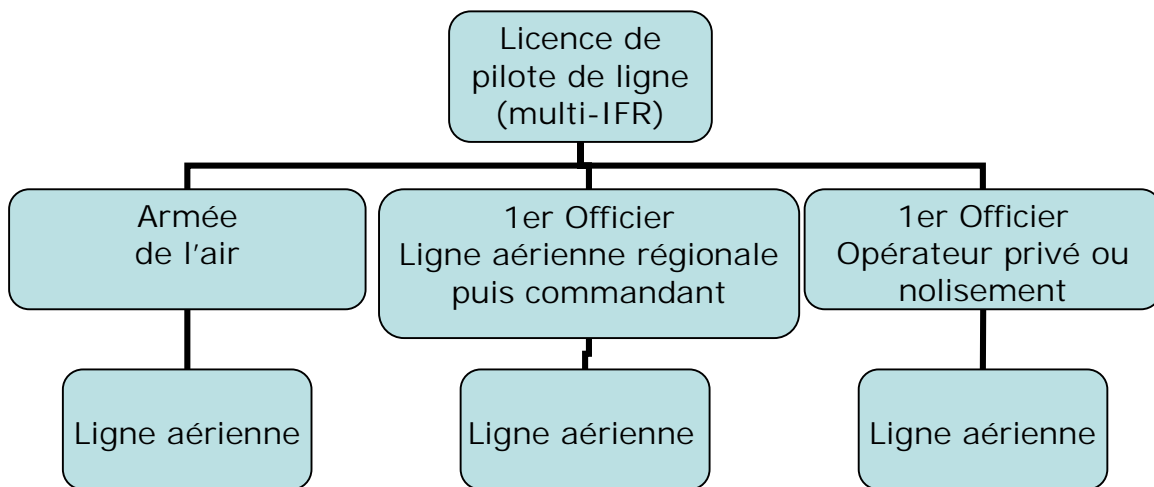 Licence de
pilote de ligne
(multi-IFR)
Armée
de l'air
1er Officier
Ligne aérienne régionale
puis commandant
1er Officier
Opérateur privé ou
nolisement
Ligne aérienne
Ligne aérienne
Ligne aérienne